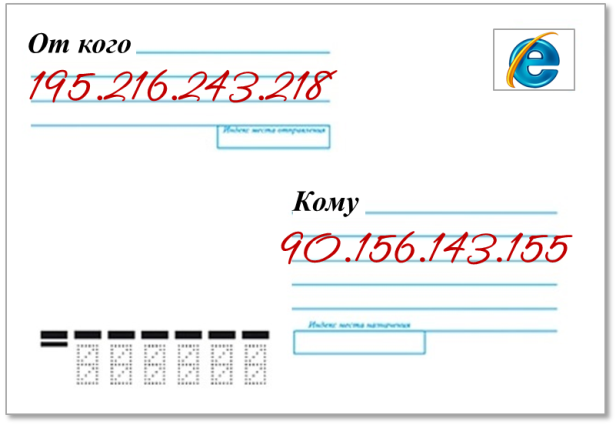 От кого
195.216.243.218
Индекс места отправления
Кому
90.156.143.155
Индекс места назначения